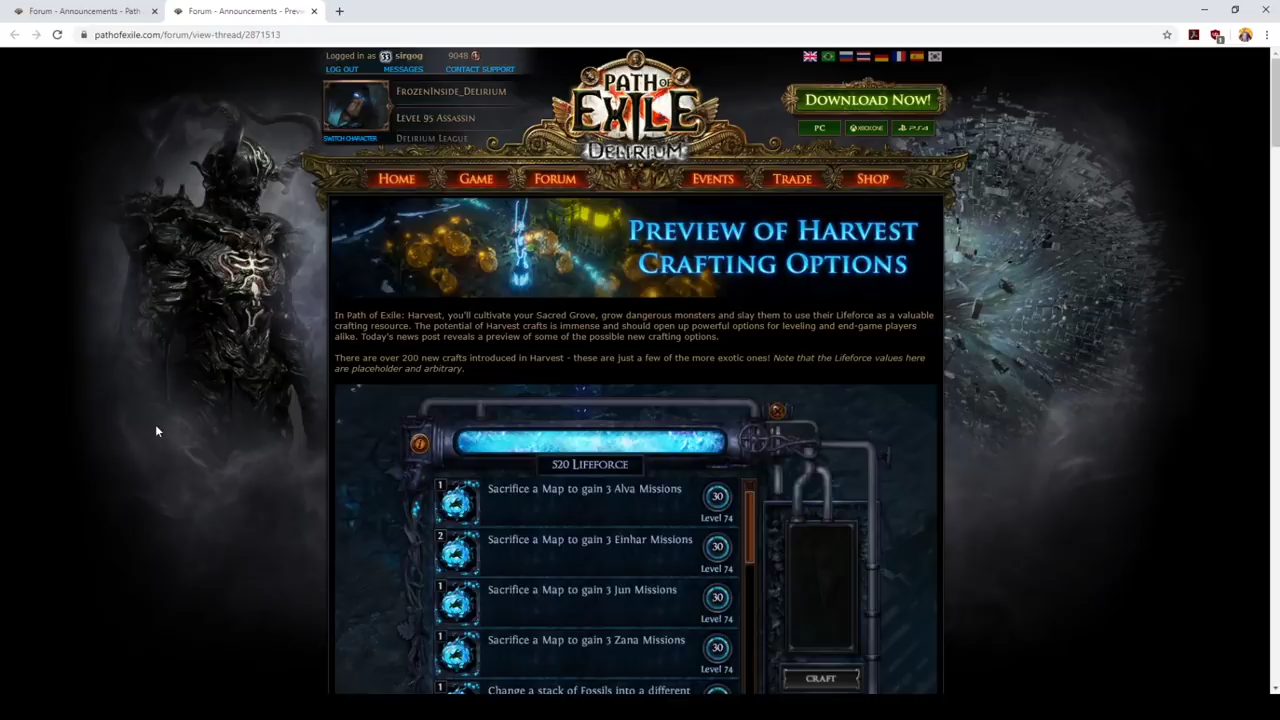 Forum - Announcements - Path
Forum - Announcements - Previ
pathofexile.com/forum/view-thread/2871513
Logged in as 33 sirgog 9048
LOG OUT MESSAGES CONTACT SUPPORT
FrozenInside_Delirium
Level 95 Assassin
Delirium League
SWITCH CHARACTER
PATH OF EXILE
DELIRIUM
DOWNLOAD NOW!
PC XBOX ONE PS4
HOME GAME FORUM EVENTS TRADE SHOP
Preview of Harvest
Crafting Options
In Path of Exile: Harvest, you'll cultivate your Sacred Grove, grow dangerous monsters and slay them to use their Lifeforce as a valuable
crafting resource. The potential of Harvest crafts is immense and should open up powerful options for leveling and end-game players
alike. Today's news post reveals a preview of some of the possible new crafting options.
There are over 200 new crafts introduced in Harvest - these are just a few of the more exotic ones! Note that the Lifeforce values here
are placeholder and arbitrary.
520 Lifeforce
1 Sacrifice a Map to gain 3 Alva Missions 30
Level 74
2 Sacrifice a Map to gain 3 Einhar Missions 30
Level 74
1 Sacrifice a Map to gain 3 Jun Missions 30
Level 74
1 Sacrifice a Map to gain 3 Zana Missions 30
Level 74
1 Change a stack of Fossils into a different
CRAFT